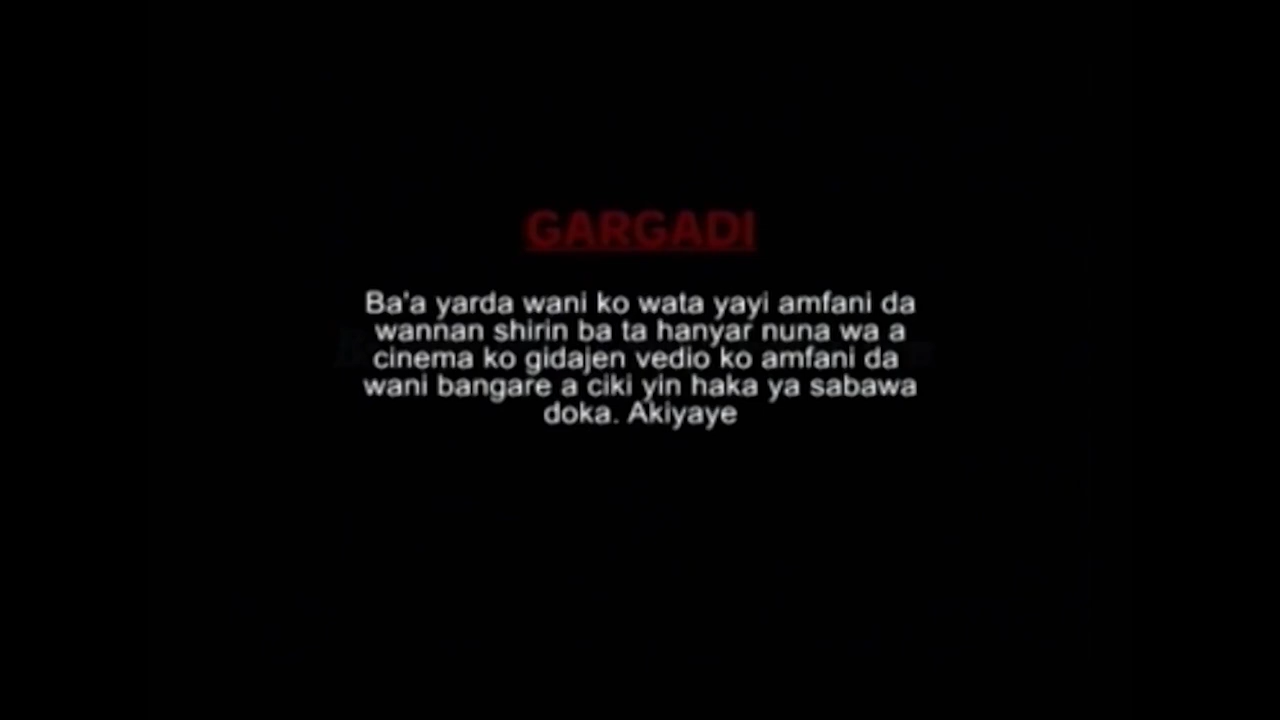 GARGADI
Ba'a yarda wani ko wata yayi amfani da
wannan shirin ba ta hanyar nuna wa a
cinema ko gidajen vedio ko amfani da
wani bangare a ciki yin haka ya sabawa
doka. Akiyaye